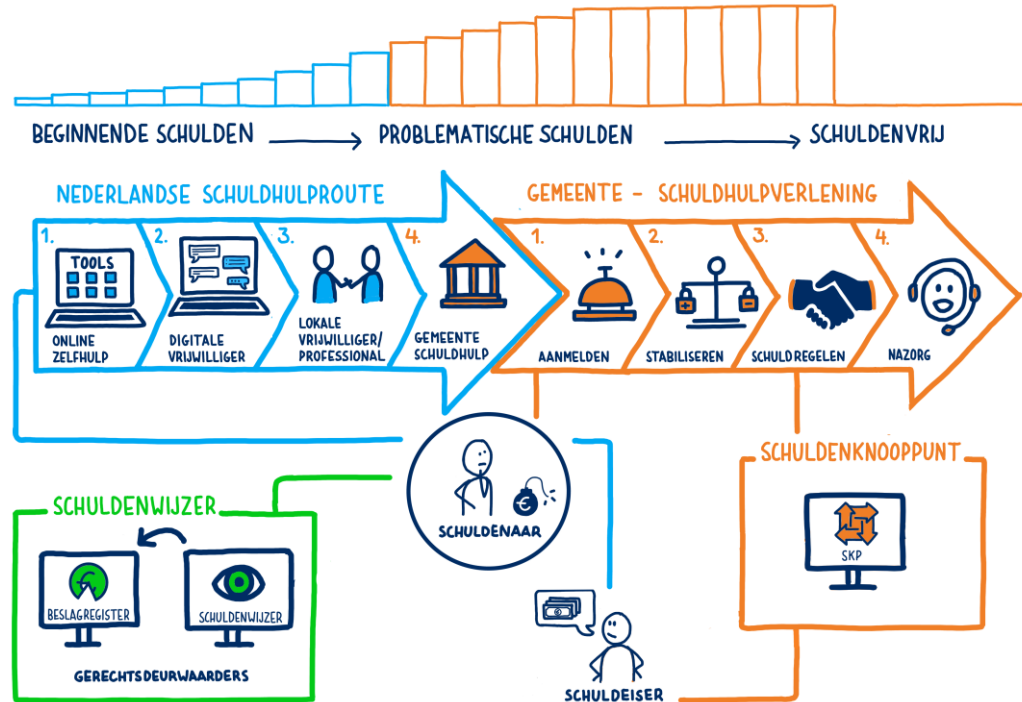 BEGINNENDE SCHULDEN
PROBLEMATISCHE SCHULDEN
SCHULDENVRIJ
NEDERLANDSE SCHULDHULPROUTE
GEMEENTE - SCHULDHULPVERLENING
1.
2.
3.
4.
1.
2.
3.
4.
TOOLS
ONLINE
ZELFHULP
DIGITALE
VRIJWILLIGER
LOKALE
VRIJWILLIGER/
PROFESSIONAL
GEMEENTE
SCHULDHULP
AANMELDEN
STABILISEREN
SCHULD REGELEN
NAZORG
€
SCHULDENAAR
SCHULDENKNOOPPUNT
SKP
SCHULDENWIJZER
BESLAGREGISTER
SCHULDENWIJZER
GERECHTSDEURWAARDERS
SCHULDEISER